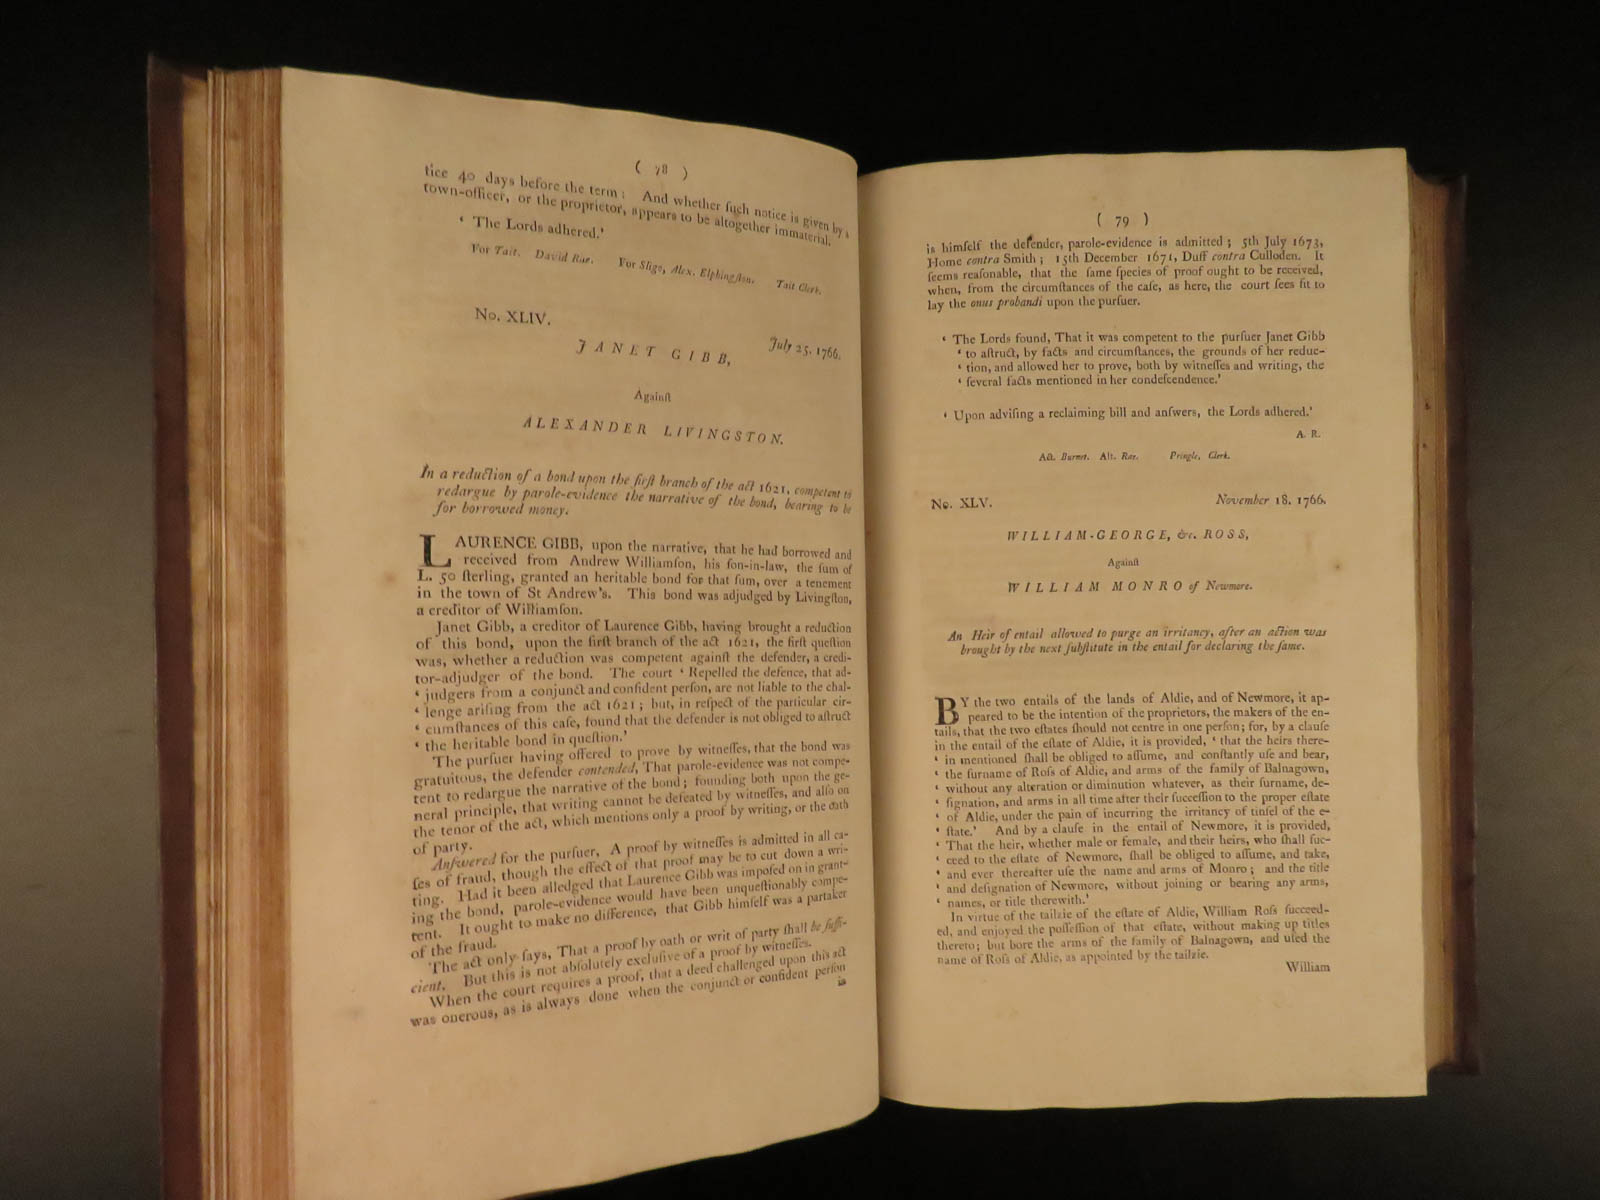 ( 78 )
tice 40 days before the term: And whether ſuch notice is given by a
town-officer, or the proprietor, appears to be altogether immaterial.
‘ The Lords adhered.’
For Tait. David Rae. For Sligo, Alex. Elphingſton. Tait Clerk.
No. XLIV. July 25. 1766.
JANET GIBB,
Againſt
ALEXANDER LIVINGSTON.
In a reduction of a bond upon the firſt branch of the act 1621, competent to
redargue by parole-evidence the narrative of the bond, bearing to be
for borrowed money.
LAURENCE GIBB, upon the narrative, that he had borrowed and
received from Andrew Williamſon, his ſon-in-law, the ſum of
L. 50 ſterling, granted an heritable bond for that ſum, over a tenement
in the town of St Andrew's. This bond was adjudged by Livingſton,
a creditor of Williamſon.
Janet Gibb, a creditor of Laurence Gibb, having brought a reduction
of this bond, upon the firſt branch of the act 1621, the firſt queſtion
was, whether a reduction was competent againſt the defender, a credi-
tor-adjudger of the bond. The court ‘ Repelled the defence, that ad-
‘ judgers from a conjunct and confident perſon, are not liable to the chal-
‘ lenge ariſing from the act 1621; but, in reſpect of the particular cir-
‘ cumſtances of this caſe, found that the defender is not obliged to aſtruct
‘ the heritable bond in queſtion.’
The purſuer having offered to prove by witneſſes, that the bond was
gratuitous, the defender contended, That parole-evidence was not compe-
tent to redargue the narrative of the bond; founding both upon the ge-
neral principle, that writing cannot be defeated by witneſſes, and alſo on
the tenor of the act, which mentions only a proof by writing, or the oath
of party.
Anſwered for the purſuer, A proof by witneſſes is admitted in all ca-
ſes of fraud, though the effect of that proof may be to cut down a wri-
ting. Had it been alledged that Laurence Gibb was impoſed on in grant-
ing the bond, parole-evidence would have been unqueſtionably compe-
tent. It ought to make no difference, that Gibb himſelf was a partaker
of the fraud.
The act only ſays, That a proof by oath or writ of party ſhall be ſuffi-
cient. But this is not abſolutely excluſive of a proof by witneſſes.
When the court requires a proof, that a deed challenged upon this act
was onerous, as is always done when the conjunct or confident perſon
is
( 79 )
is himſelf the defender, parole-evidence is admitted; 5th July 1673,
Home contra Smith; 15th December 1671, Duff contra Culloden. It
ſeems reaſonable, that the ſame ſpecies of proof ought to be received,
when, from the circumſtances of the caſe, as here, the court ſees fit to
lay the onus probandi upon the purſuer.
‘ The Lords found, That it was competent to the purſuer Janet Gibb
‘ to aſtruct, by facts and circumſtances, the grounds of her reduc-
‘ tion, and allowed her to prove, both by witneſſes and writing, the
‘ ſeveral facts mentioned in her condeſcendence.’
‘ Upon adviſing a reclaiming bill and anſwers, the Lords adhered.’
A. R.
Act. Burnet. Alt. Rae. Pringle, Clerk.
No. XLV. November 18. 1766.
WILLIAM-GEORGE, &c. ROSS,
Againſt
WILLIAM MONRO of Newmore.
An Heir of entail allowed to purge an irritancy, after an action was
brought by the next ſubſtitute in the entail for declaring the ſame.
BY the two entails of the lands of Aldie, and of Newmore, it ap-
peared to be the intention of the proprietors, the makers of the en-
tails, that the two eſtates ſhould not centre in one perſon; for, by a clauſe
in the entail of the eſtate of Aldie, it is provided, ‘ that the heirs there-
‘ in mentioned ſhall be obliged to aſſume, and conſtantly uſe and bear,
‘ the ſurname of Roſs of Aldie, and arms of the family of Balnagown,
‘ without any alteration or diminution whatever, as their ſurname, de-
‘ ſignation, and arms in all time after their ſucceſſion to the proper eſtate
‘ of Aldie, under the pain of incurring the irritancy of tinſel of the e-
‘ ſtate.’ And by a clauſe in the entail of Newmore, it is provided,
‘ That the heir, whether male or female, and their heirs, who ſhall ſuc-
‘ ceed to the eſtate of Newmore, ſhall be obliged to aſſume, and take,
‘ and ever thereafter uſe the name and arms of Monro; and the title
‘ and deſignation of Newmore, without joining or bearing any arms,
‘ names, or title therewith.’
In virtue of the tailzie of the eſtate of Aldie, William Roſs ſucceed-
ed, and enjoyed the poſſeſſion of that eſtate, without making up titles
thereto; but bore the arms of the family of Balnagown, and uſed the
name of Roſs of Aldie, as appointed by the tailzie.
William